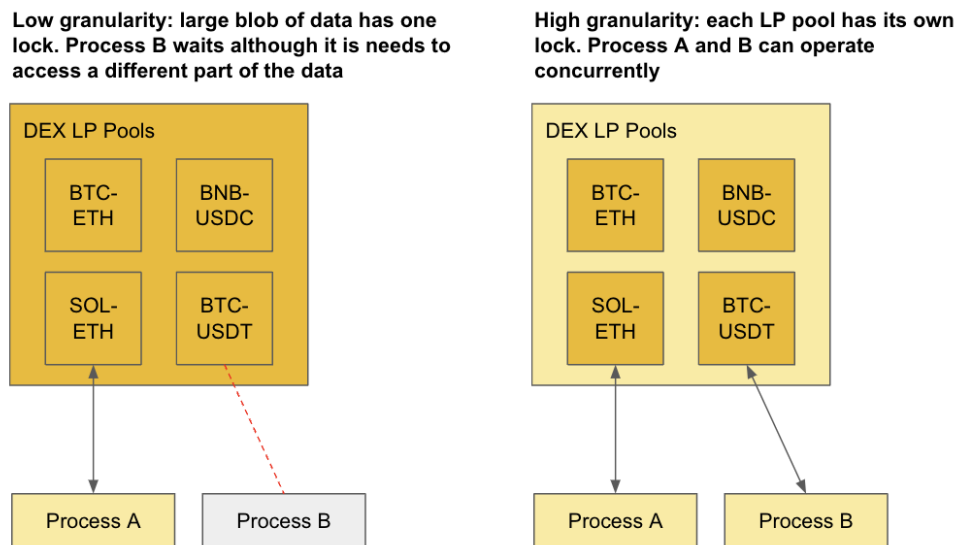 Low granularity: large blob of data has one
lock. Process B waits although it is needs to
access a different part of the data
DEX LP Pools
BTC-
ETH
BNB-
USDC
SOL-
ETH
BTC-
USDT
Process A
Process B
High granularity: each LP pool has its own
lock. Process A and B can operate
concurrently
DEX LP Pools
BTC-
ETH
BNB-
USDC
SOL-
ETH
BTC-
USDT
Process A
Process B